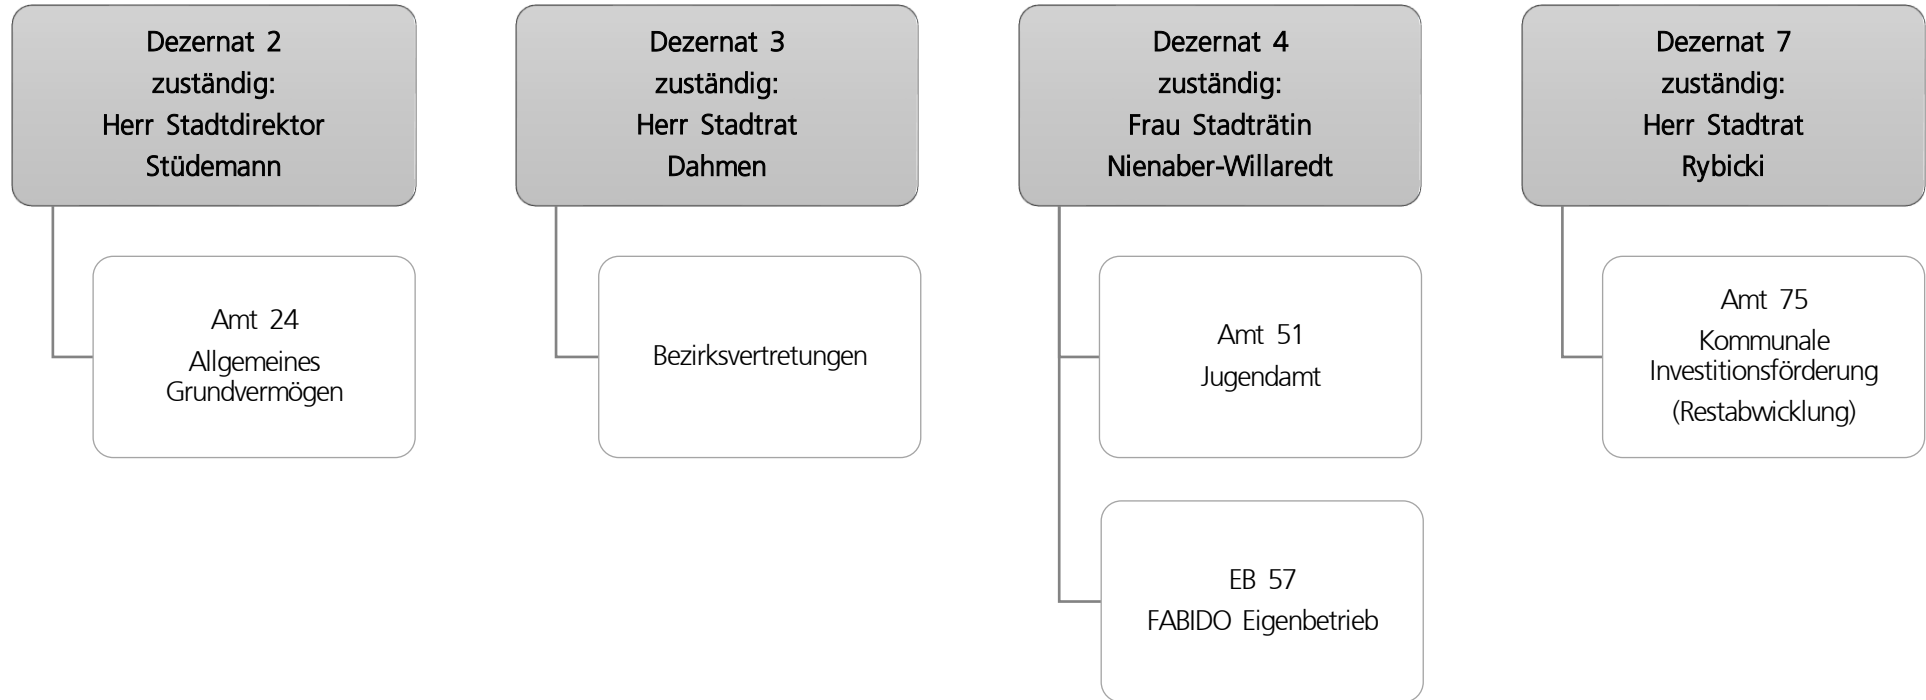 Dezernat 2
zuständig:
Herr Stadtdirektor
Stüdemann
Amt 24
Allgemeines
Grundvermögen
Dezernat 3
zuständig:
Herr Stadtrat
Dahmen
Bezirksvertretungen
Dezernat 4
zuständig:
Frau Stadträtin
Nienaber-Willaredt
Amt 51
Jugendamt
EB 57
FABIDO Eigenbetrieb
Dezernat 7
zuständig:
Herr Stadtrat
Rybicki
Amt 75
Kommunale
Investitionsförderung
(Restabwicklung)